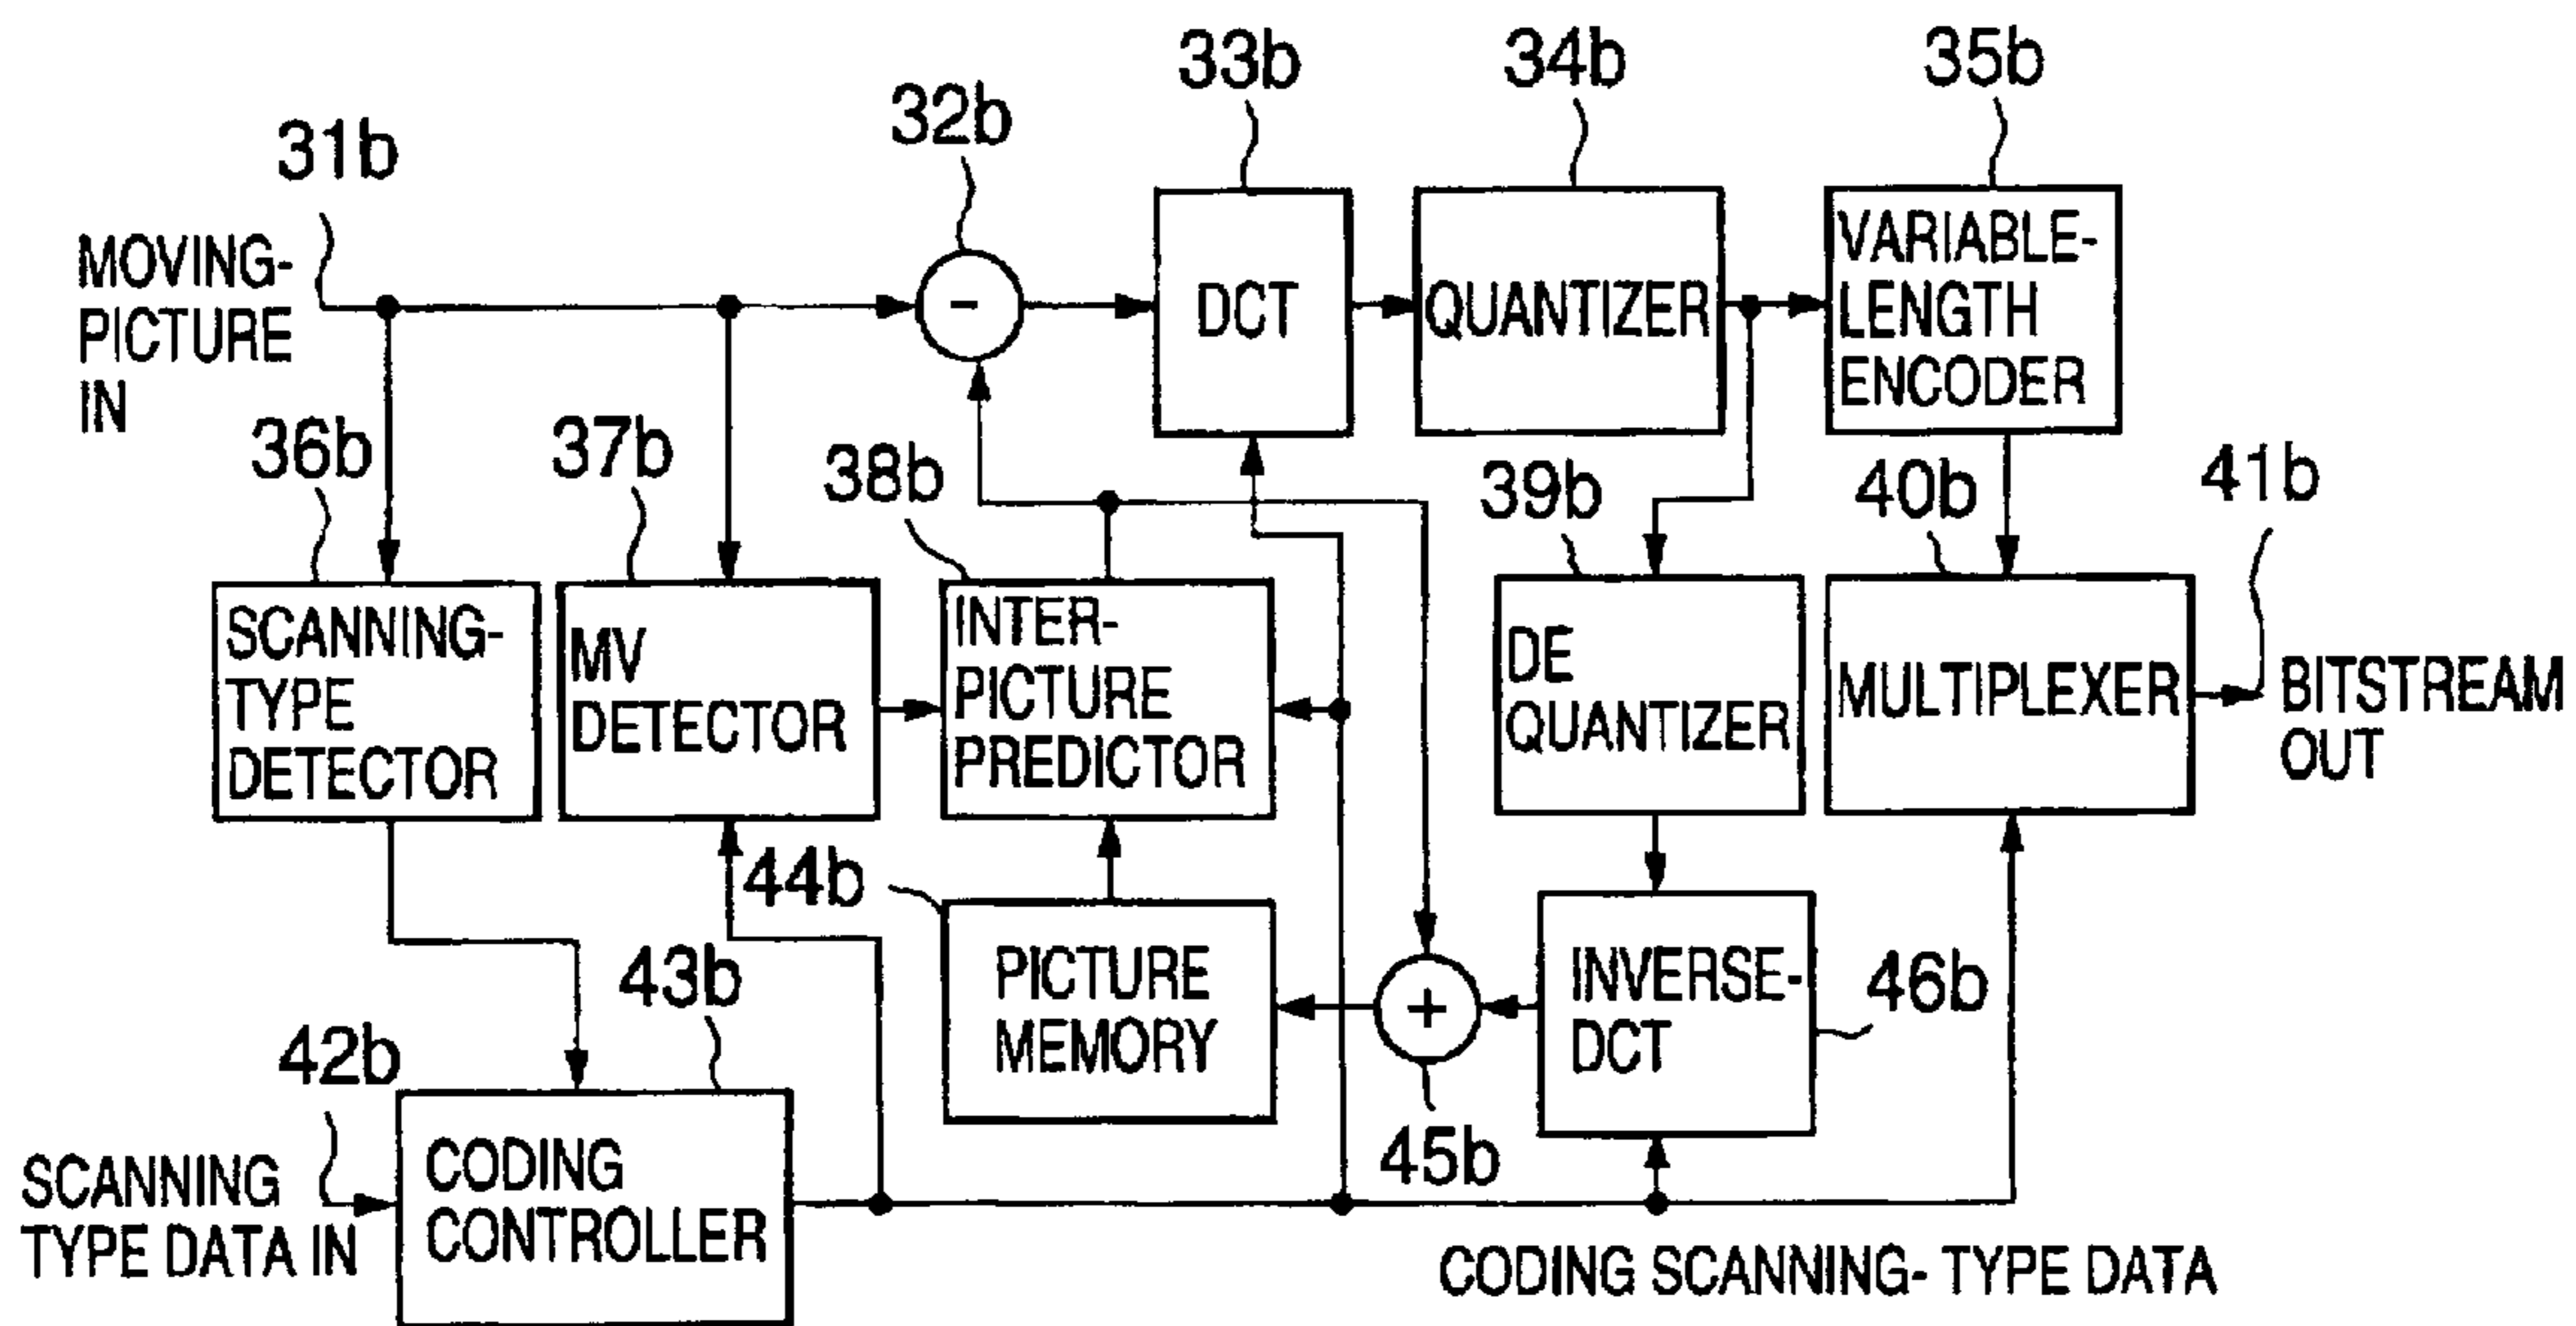 33b
34b
35b
32b
31b
MOVING-
PICTURE
IN
-
DCT
QUANTIZER
VARIABLE-
LENGTH
ENCODER
36b
37b
38b
39b
40b
41b
SCANNING-
TYPE
DETECTOR
MV
DETECTOR
INTER-
PICTURE
PREDICTOR
DE
QUANTIZER
MULTIPLEXER
BITSTREAM
OUT
44b
PICTURE
MEMORY
+
45b
INVERSE-
DCT
46b
42b
43b
SCANNING
TYPE DATA IN
CODING
CONTROLLER
CODING SCANNING- TYPE DATA